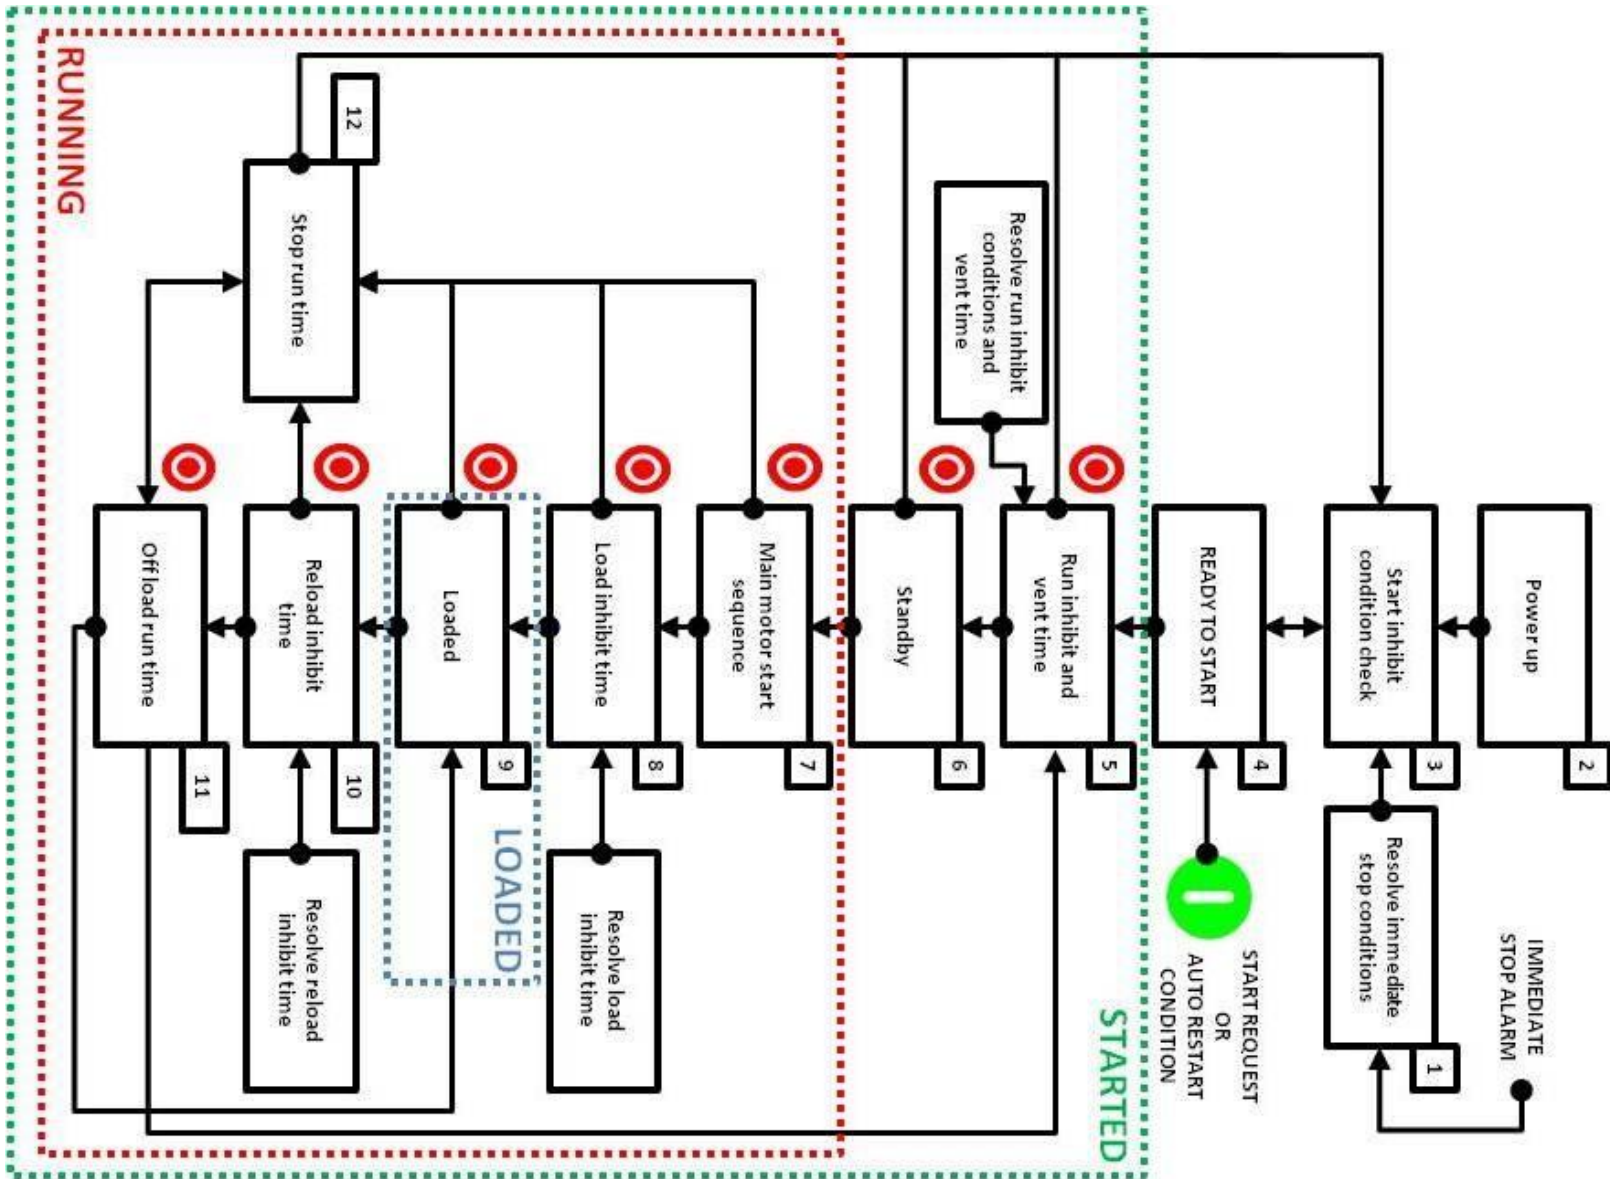 Power up
2
IMMEDIATE
STOP ALARM
Start inhibit
condition check
3
Resolve immediate
stop conditions
1
READY TO START
4
START REQUEST
OR
AUTO RESTART
CONDITION
STARTED
Resolve run inhibit
conditions and
vent time
Run inhibit and
vent time
5
Standby
6
RUNNING
Main motor start
sequence
7
Load inhibit time
8
Resolve load
inhibit time
Loaded
9
LOADED
12
Stop run time
Reload inhibit
time
10
Resolve reload
inhibit time
Off load run time
11